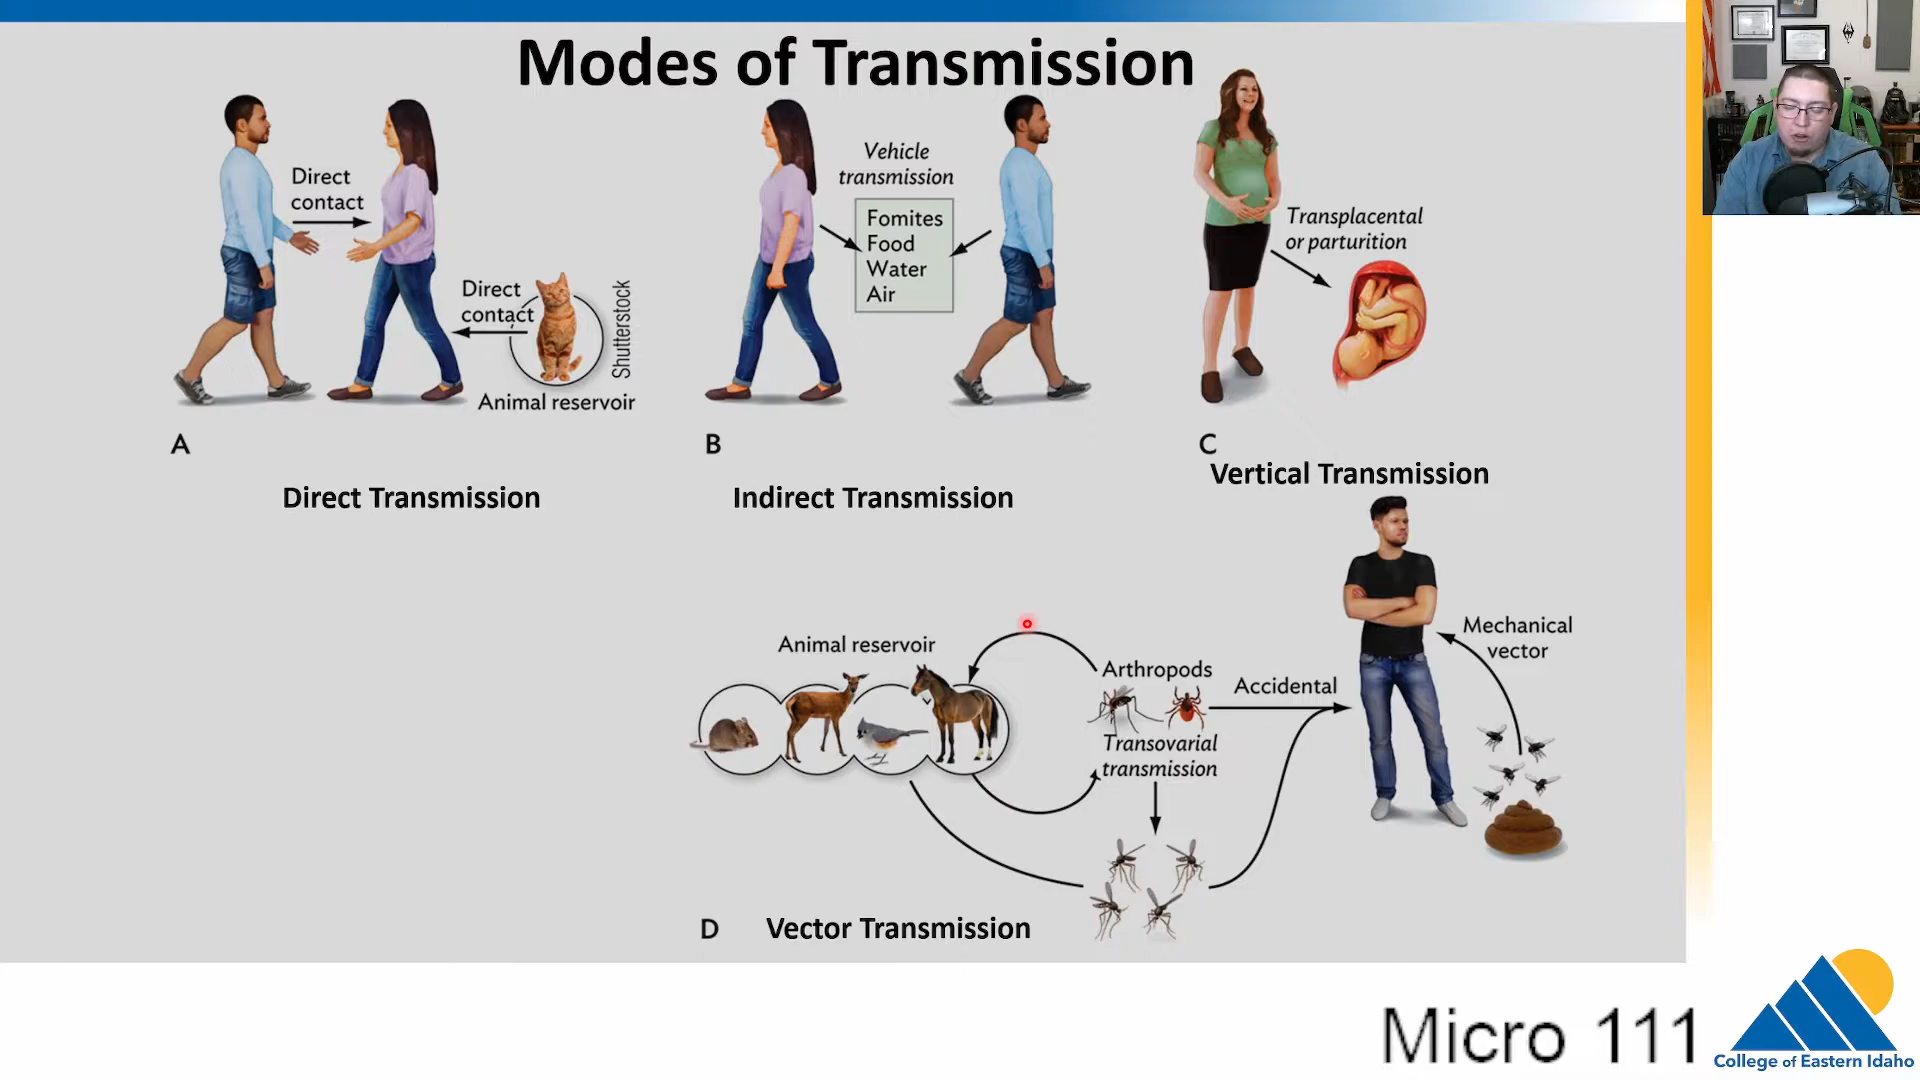 Modes of Transmission
Direct
contact
Direct
contact
Shutterstock
Animal reservoir
A
Direct Transmission
Vehicle
transmission
Fomites
Food
Water
Air
B
Indirect Transmission
Transplacental
or parturition
C
Vertical Transmission
Animal reservoir
Arthropods
Transovarial
transmission
Accidental
Mechanical
vector
D
Vector Transmission
Micro 111
College of Eastern Idaho